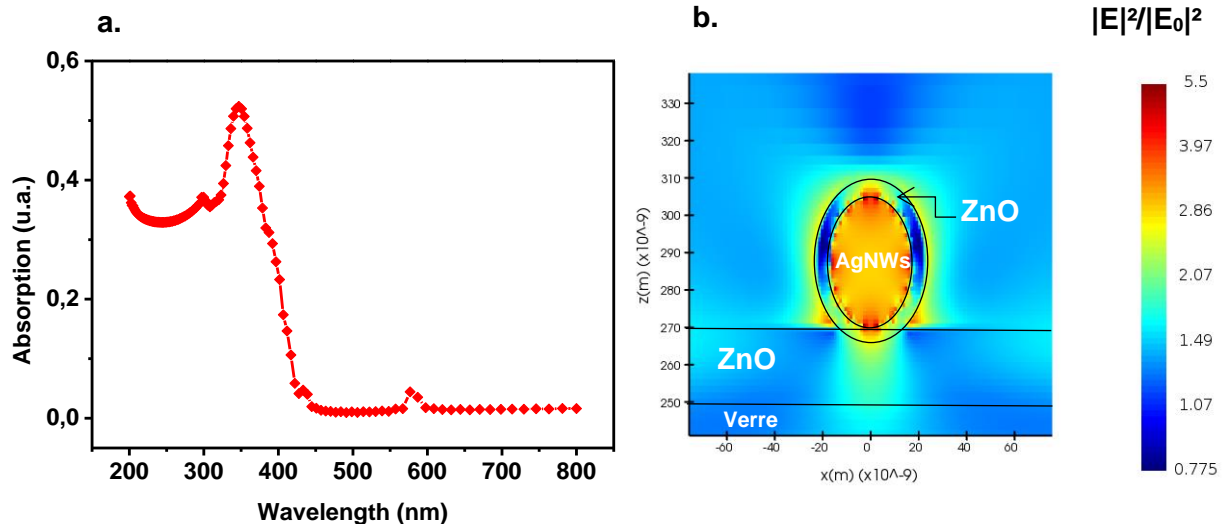 a.
0,6
0,4
0,2
0,0
Absorption (u.a.)
200 300 400 500 600 700 800
Wavelength (nm)
b.
|E|²/|E₀|²
330
320
310
300
290
280
270
260
250
z(m) (x10^-9)
ZnO
AgNWs
ZnO
Verre
-60 -40 -20 0 20 40 60
x(m) (x10^-9)
5.5
3.97
2.86
2.07
1.49
1.07
0.775